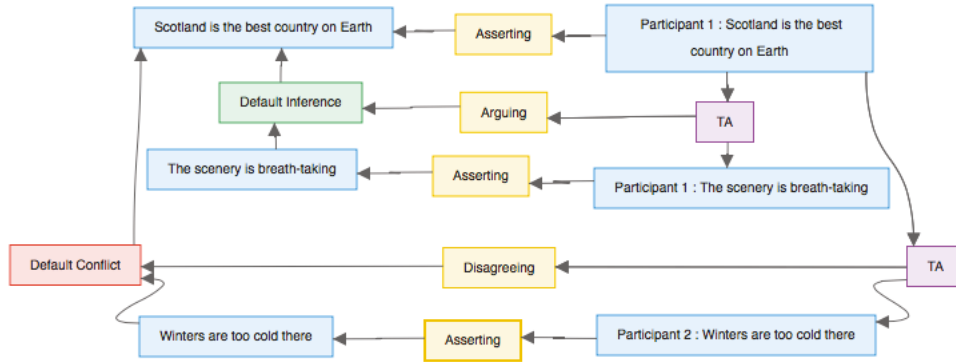 Scotland is the best country on Earth
Asserting
Participant 1 : Scotland is the best
country on Earth
Default Inference
Arguing
TA
The scenery is breath-taking
Asserting
Participant 1 : The scenery is breath-taking
Default Conflict
Disagreeing
TA
Winters are too cold there
Asserting
Participant 2 : Winters are too cold there